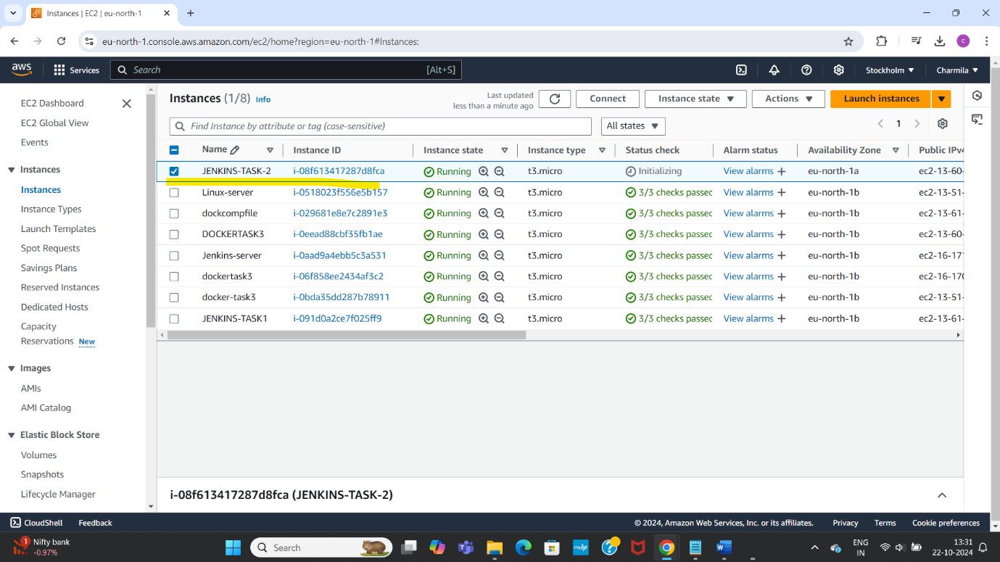 Instances | EC2 | eu-north-1
eu-north-1.console.aws.amazon.com/ec2/home?region=eu-north-1#Instances:
C
aws
Services
Search
[Alt+S]
Stockholm
Charmila
EC2 Dashboard
EC2 Global View
Events
Instances
Instances
Instance Types
Launch Templates
Spot Requests
Savings Plans
Reserved Instances
Dedicated Hosts
Capacity
Reservations New
Images
AMIs
AMI Catalog
Elastic Block Store
Volumes
Snapshots
Lifecycle Manager
Instances (1/8) Info
Last updated
less than a minute ago
Connect
Instance state
Actions
Launch instances
Find Instance by attribute or tag (case-sensitive)
All states
1
Name Instance ID Instance state Instance type Status check Alarm status Availability Zone Public IPv4
JENKINS-TASK-2 i-08f613417287d8fca Running t3.micro Initializing View alarms + eu-north-1a ec2-13-60-
Linux-server i-0518023f556e5b157 Running t3.micro 3/3 checks passed View alarms + eu-north-1b ec2-13-51-
dockcompfile i-029681e8e7c2891e3 Running t3.micro 3/3 checks passed View alarms + eu-north-1b ec2-13-61-
DOCKERTASK3 i-0eead88cbf35fb1ae Running t3.micro 3/3 checks passed View alarms + eu-north-1b ec2-13-60-
Jenkins-server i-0aad9a4ebb5c3a531 Running t3.micro 3/3 checks passed View alarms + eu-north-1b ec2-16-171
dockertask3 i-06f858ee2434af3c2 Running t3.micro 3/3 checks passed View alarms + eu-north-1b ec2-16-170
docker-task3 i-0bda35dd287b78911 Running t3.micro 3/3 checks passed View alarms + eu-north-1b ec2-13-51-
JENKINS-TASK1 i-091d0a2ce7f025ff9 Running t3.micro 3/3 checks passed View alarms + eu-north-1b ec2-13-61-
i-08f613417287d8fca (JENKINS-TASK-2)
CloudShell
Feedback
© 2024, Amazon Web Services, Inc. or its affiliates.
Privacy
Terms
Cookie preferences
1
Nifty bank
-0.97%
Search
myhp
ENG
IN
13:31
22-10-2024